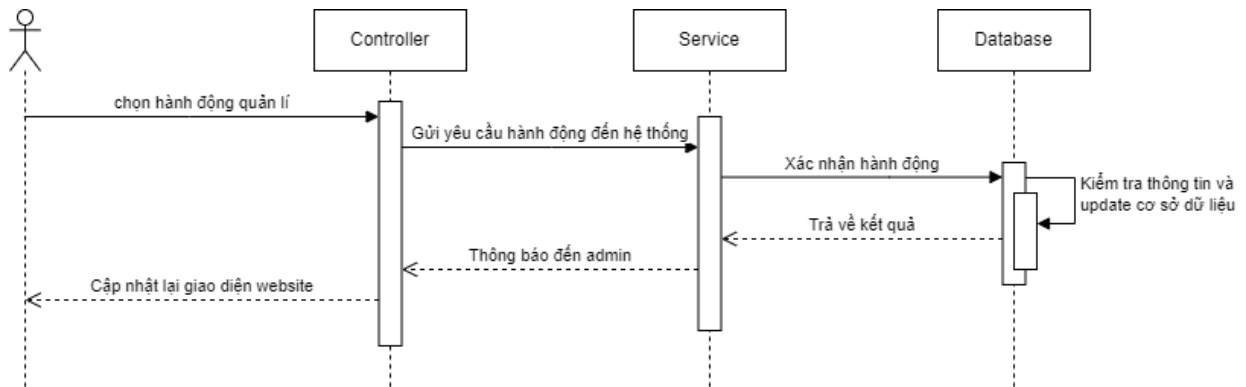 Controller
Service
Database
chọn hành động quản lí
Gửi yêu cầu hành động đến hệ thống
Xác nhận hành động
Kiểm tra thông tin và
update cơ sở dữ liệu
Trả về kết quả
Thông báo đến admin
Cập nhật lại giao diện website